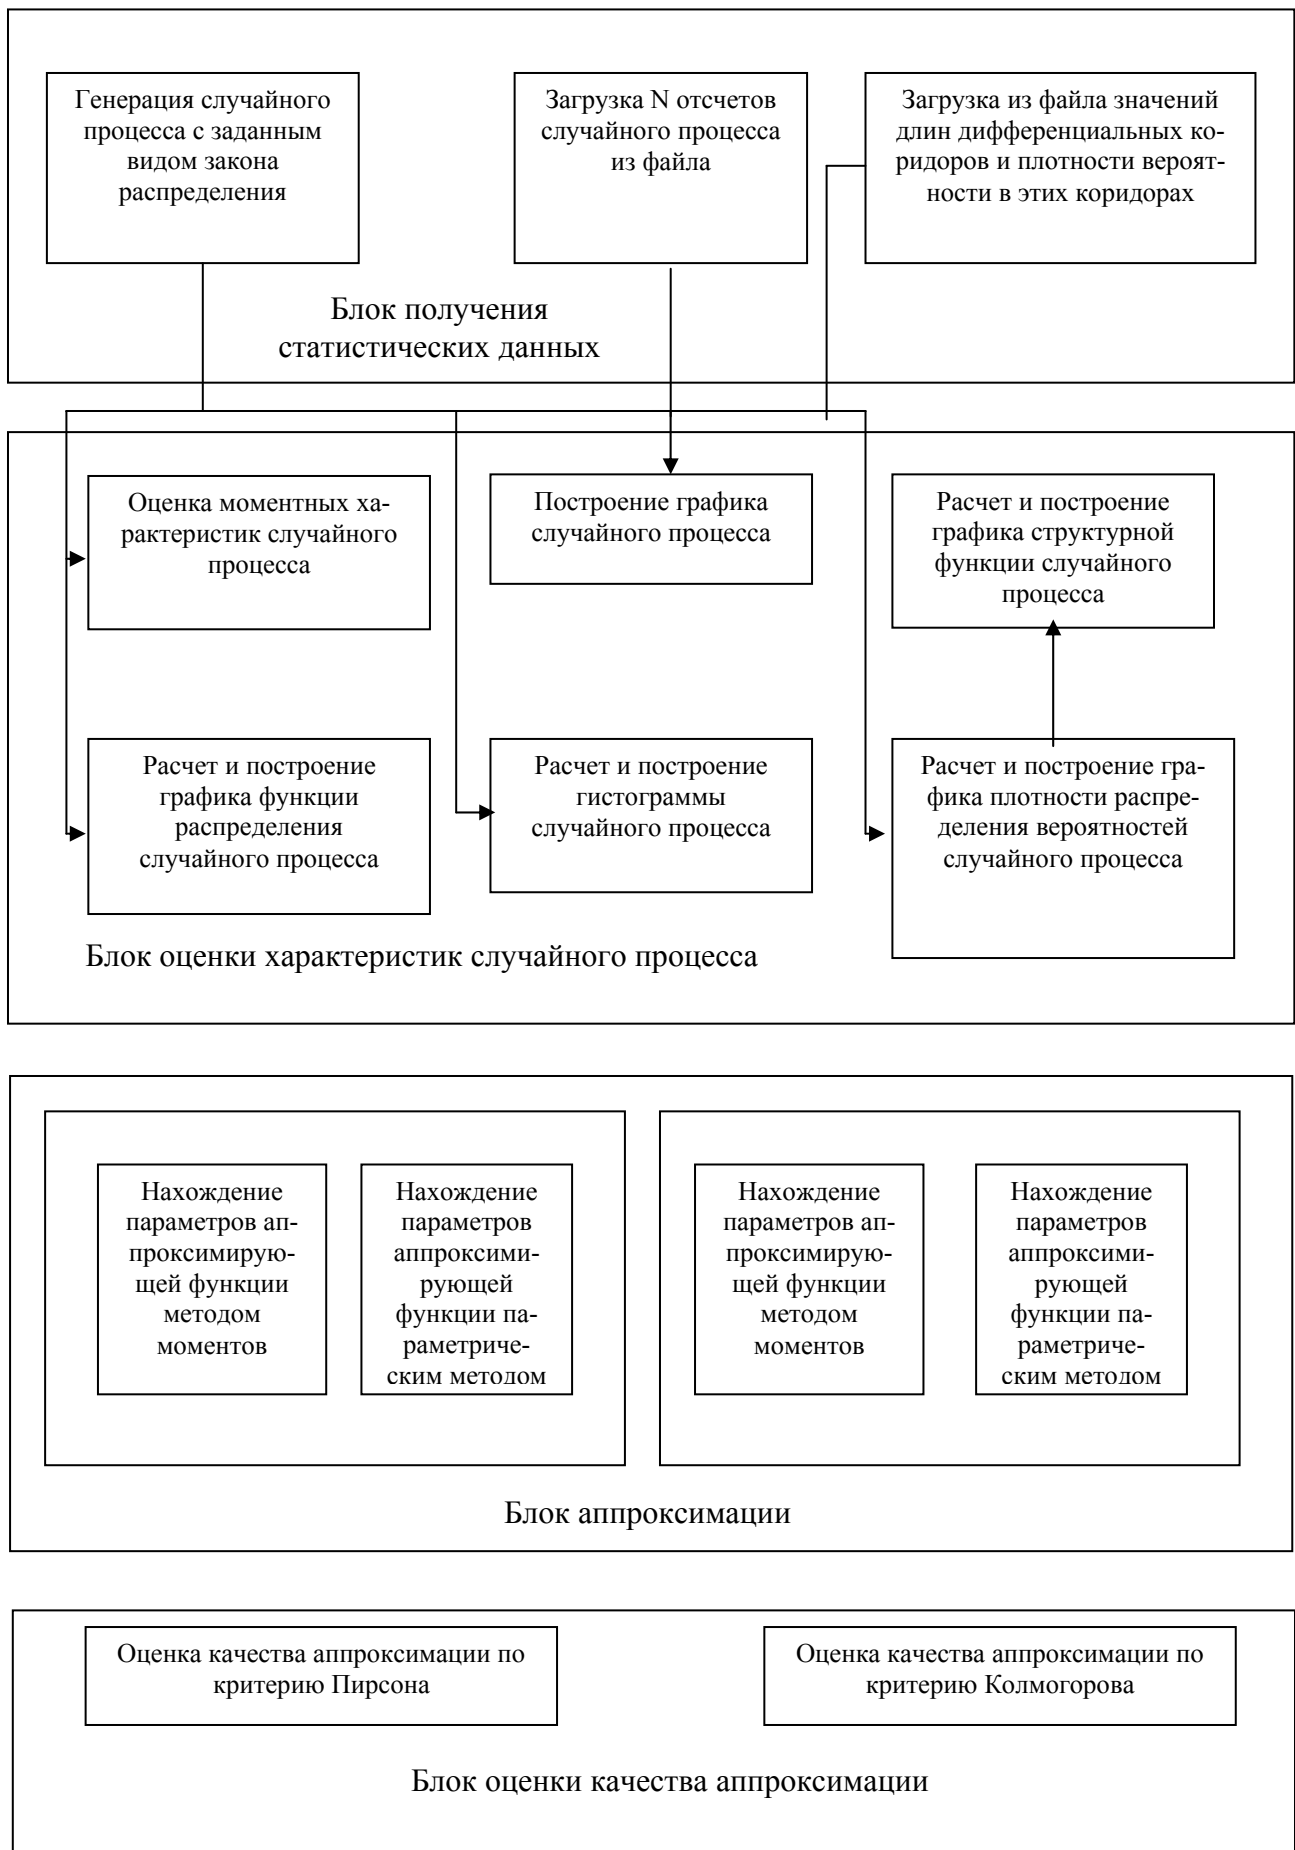 Генерация случайного
процесса с заданным
видом закона
распределения
Загрузка N отсчетов
случайного процесса
из файла
Загрузка из файла значений
длин дифференциальных ко-
ридоров и плотности вероят-
ности в этих коридорах
Блок получения
статистических данных
Оценка моментных ха-
рактеристик случайного
процесса
Построение графика
случайного процесса
Расчет и построение
графика структурной
функции случайного
процесса
Расчет и построение
графика функции
распределения
случайного процесса
Расчет и построение
гистограммы
случайного процесса
Расчет и построение гра-
фика плотности распре-
деления вероятностей
случайного процесса
Блок оценки характеристик случайного процесса
Нахождение
параметров ап-
проксимирую-
щей функции
методом
моментов
Нахождение
параметров
аппроксими-
рующей
функции па-
раметриче-
ским методом
Нахождение
параметров ап-
проксимирую-
щей функции
методом
моментов
Нахождение
параметров
аппроксими-
рующей
функции па-
раметриче-
ским методом
Блок аппроксимации
Оценка качества аппроксимации по
критерию Пирсона
Оценка качества аппроксимации по
критерию Колмогорова
Блок оценки качества аппроксимации